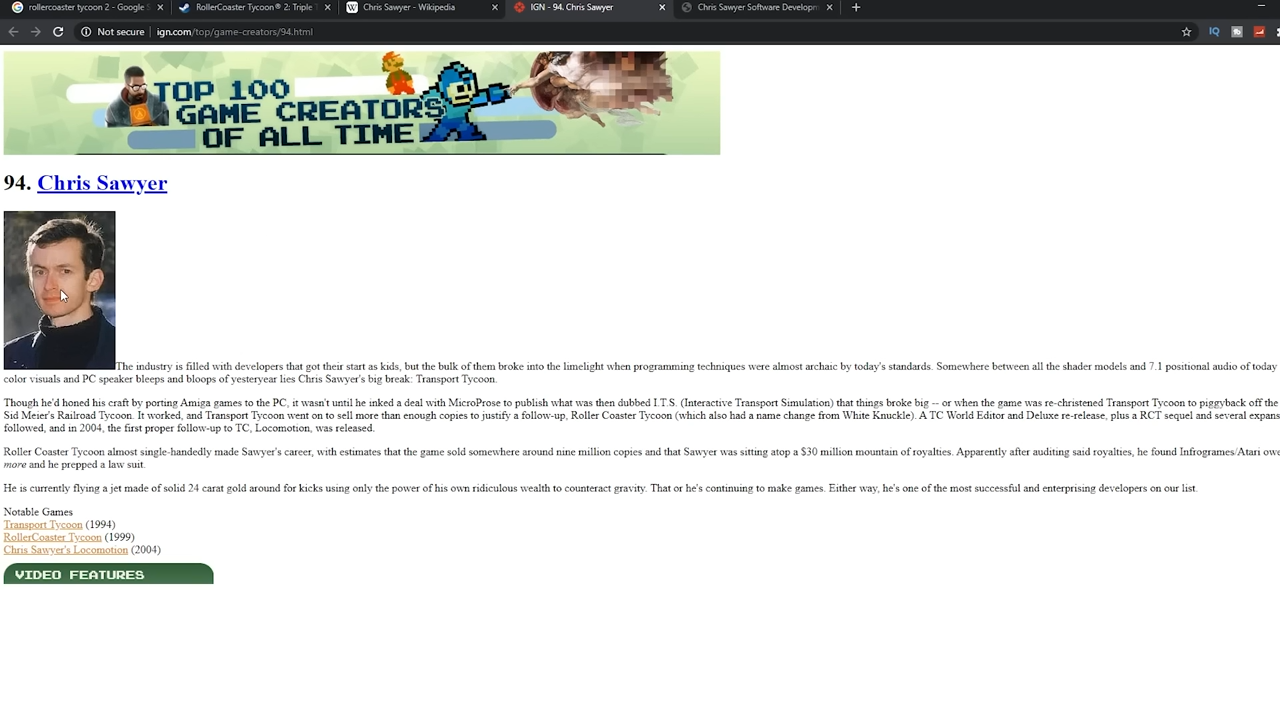 rollercoaster tycoon 2 - Google S
RollerCoaster Tycoon® 2: Triple T
Chris Sawyer - Wikipedia
IGN - 94. Chris Sawyer
Chris Sawyer Software Developm
Not secure
ign.com/top/game-creators/94.html
IQ
TOP 100
GAME CREATORS
OF ALL TIME
94. Chris Sawyer
The industry is filled with developers that got their start as kids, but the bulk of them broke into the limelight when programming techniques were almost archaic by today's standards. Somewhere between all the shader models and 7.1 positional audio of today
color visuals and PC speaker bleeps and bloops of yesteryear lies Chris Sawyer's big break: Transport Tycoon.
Though he'd honed his craft by porting Amiga games to the PC, it wasn't until he inked a deal with MicroProse to publish what was then dubbed I.T.S. (Interactive Transport Simulation) that things broke big -- or when the game was re-christened Transport Tycoon to piggyback off the
Sid Meier's Railroad Tycoon. It worked, and Transport Tycoon went on to sell more than enough copies to justify a follow-up, Roller Coaster Tycoon (which also had a name change from White Knuckle). A TC World Editor and Deluxe re-release, plus a RCT sequel and several expans
followed, and in 2004, the first proper follow-up to TC, Locomotion, was released.
Roller Coaster Tycoon almost single-handedly made Sawyer's career, with estimates that the game sold somewhere around nine million copies and that Sawyer was sitting atop a $30 million mountain of royalties. Apparently after auditing said royalties, he found Infrogrames/Atari owe
more and he prepped a law suit.
He is currently flying a jet made of solid 24 carat gold around for kicks using only the power of his own ridiculous wealth to counteract gravity. That or he's continuing to make games. Either way, he's one of the most successful and enterprising developers on our list.
Notable Games
Transport Tycoon (1994)
RollerCoaster Tycoon (1999)
Chris Sawyer's Locomotion (2004)
VIDEO FEATURES